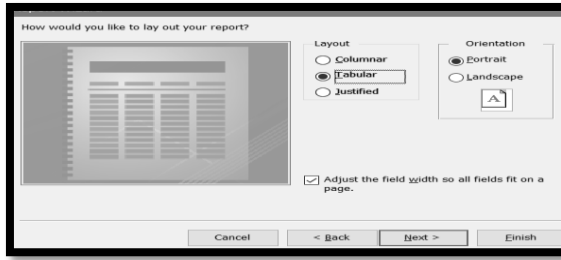 How would you like to lay out your report?
Layout
Columnar
Tabular
Justified
Orientation
Portrait
Landscape
A
Adjust the field width so all fields fit on a
page.
Cancel
< Back
Next >
Finish